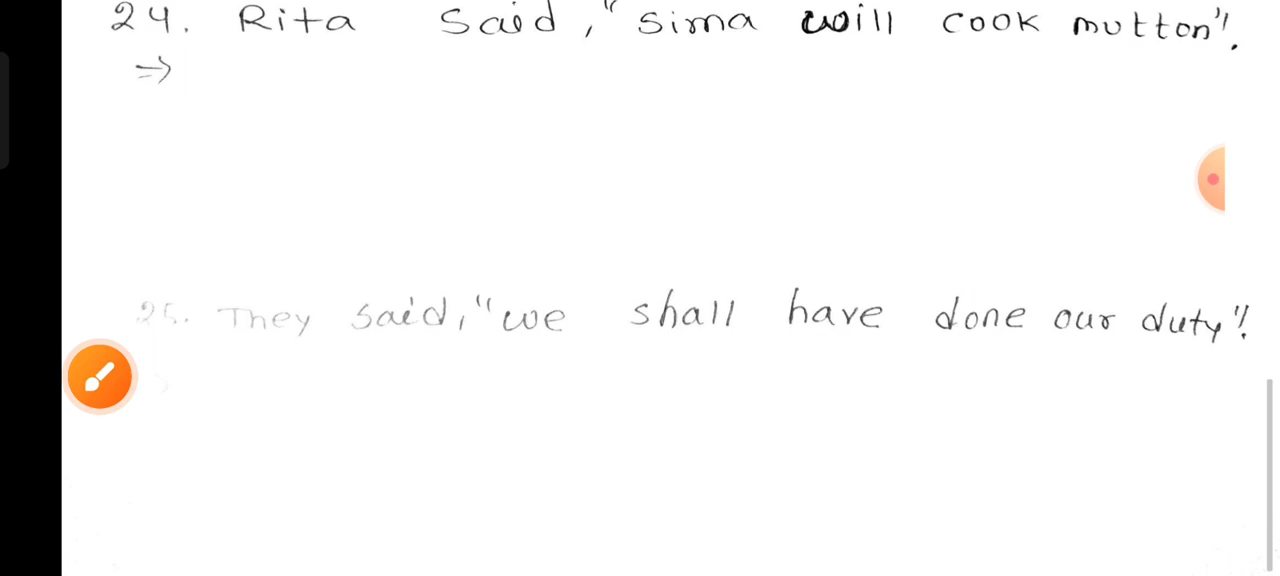 24. Rita Said, "Sima will cook mutton".
⇒
25. They said, "we shall have done our duty".